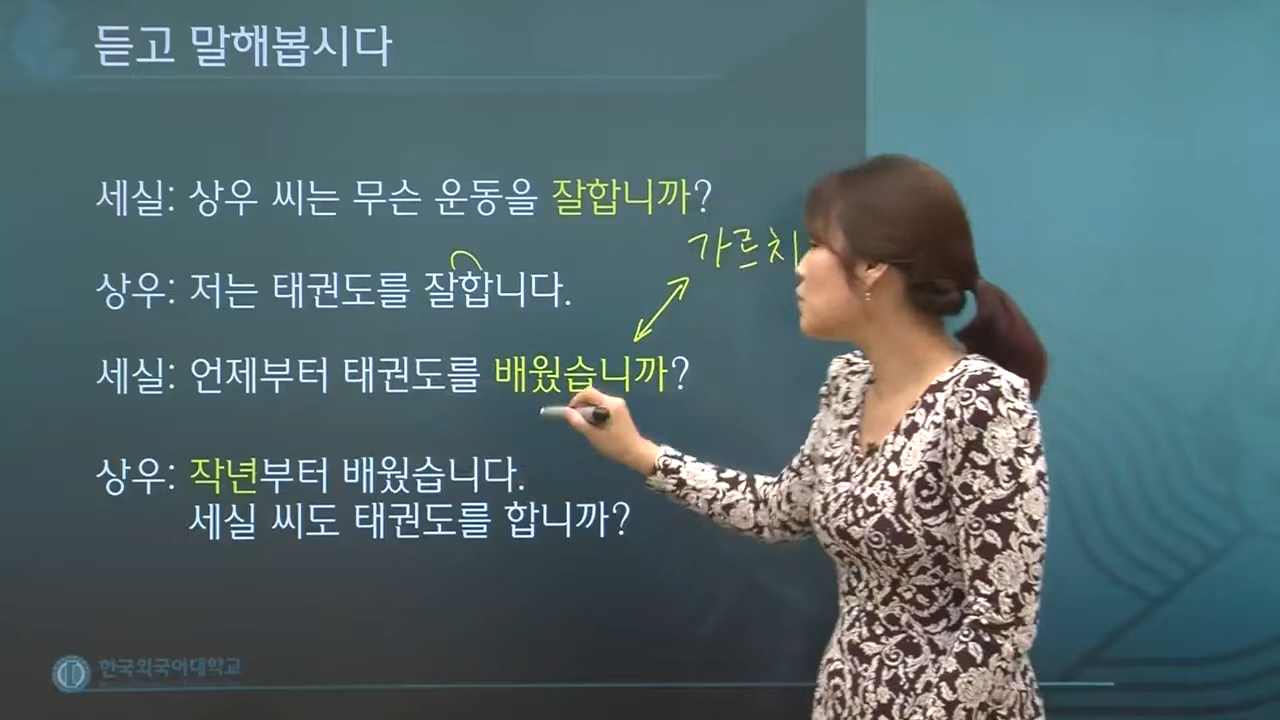 듣고 말해봅시다
세실: 상우 씨는 무슨 운동을 잘합니까?
가르치
상우: 저는 태권도를 잘합니다.
세실: 언제부터 태권도를 배웠습니까?
상우: 작년부터 배웠습니다.
세실 씨도 태권도를 합니까?
한국외국어대학교